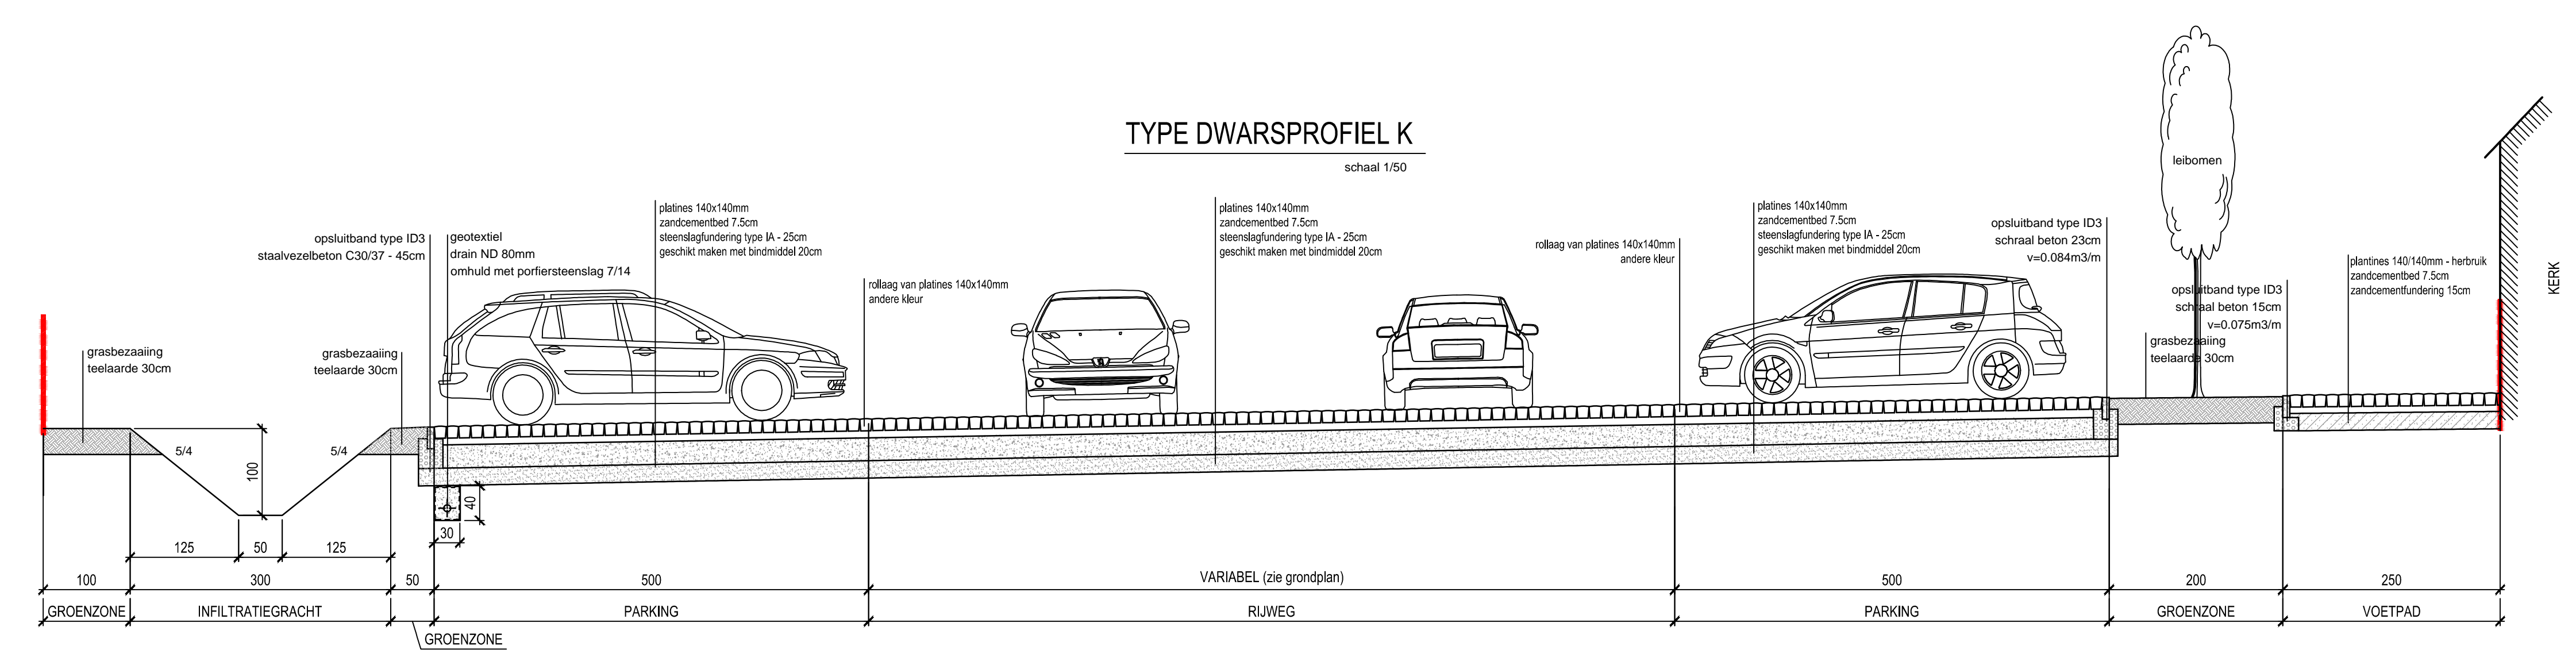 TYPE DWARSPROFIEL K
schaal 1/50
leibomen
KERK
opsluitband type ID3
staalvezelbeton C30/37 - 45cm
geotextiel
drain ND 80mm
omhuld met porfiersteenslag 7/14
platines 140x140mm
zandcementbed 7.5cm
steenslagfundering type IA - 25cm
geschikt maken met bindmiddel 20cm
rollaag van platines 140x140mm
andere kleur
platines 140x140mm
zandcementbed 7.5cm
steenslagfundering type IA - 25cm
geschikt maken met bindmiddel 20cm
rollaag van platines 140x140mm
andere kleur
platines 140x140mm
zandcementbed 7.5cm
steenslagfundering type IA - 25cm
geschikt maken met bindmiddel 20cm
opsluitband type ID3
schraal beton 23cm
v=0.084m3/m
opsluitband type ID3
schraal beton 15cm
v=0.075m3/m
plantines 140/140mm - herbruik
zandcementbed 7.5cm
zandcementfundering 15cm
grasbezaaiing
teelaarde 30cm
grasbezaaiing
teelaarde 30cm
grasbezaaiing
teelaarde 30cm
5/4
5/4
100
40
30
125
50
125
100
300
50
500
VARIABEL (zie grondplan)
500
200
250
GROENZONE
INFILTRATIEGRACHT
PARKING
RIJWEG
PARKING
GROENZONE
VOETPAD
GROENZONE